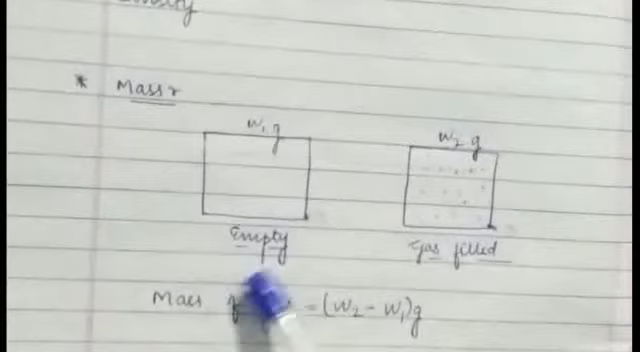 * Mass
W₁ g
W₂ g
Empty
Gas filled
Mass = (W₂ - W₁)g